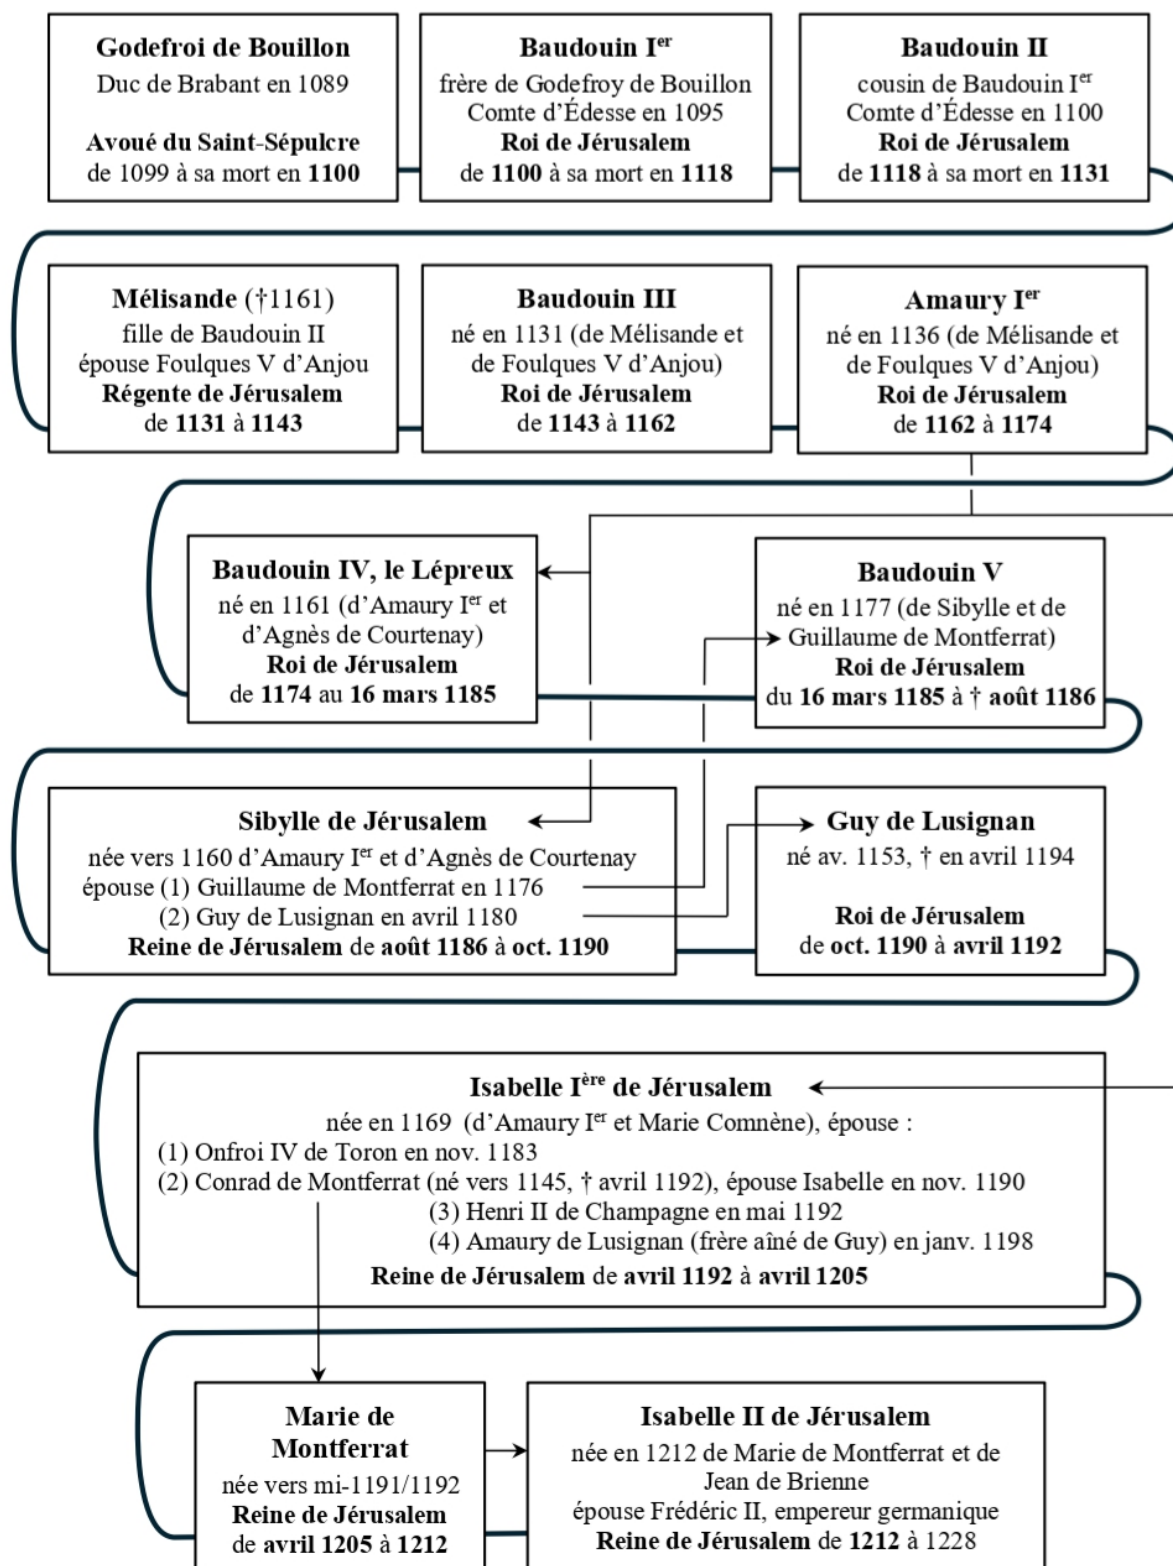 Godefroi de Bouillon
Duc de Brabant en 1089
Avoué du Saint-Sépulcre
de 1099 à sa mort en 1100
Baudouin Ier
frère de Godefroy de Bouillon
Comte d'Édesse en 1095
Roi de Jérusalem
de 1100 à sa mort en 1118
Baudouin II
cousin de Baudouin Ier
Comte d'Édesse en 1100
Roi de Jérusalem
de 1118 à sa mort en 1131
Mélisande (†1161)
fille de Baudouin II
épouse Foulques V d'Anjou
Régente de Jérusalem
de 1131 à 1143
Baudouin III
né en 1131 (de Mélisande et
de Foulques V d'Anjou)
Roi de Jérusalem
de 1143 à 1162
Amaury Ier
né en 1136 (de Mélisande et
de Foulques V d'Anjou)
Roi de Jérusalem
de 1162 à 1174
Baudouin IV, le Lépreux
né en 1161 (d'Amaury Ier et
d'Agnès de Courtenay)
Roi de Jérusalem
de 1174 au 16 mars 1185
Baudouin V
né en 1177 (de Sibylle et de
Guillaume de Montferrat)
Roi de Jérusalem
du 16 mars 1185 à † août 1186
Sibylle de Jérusalem
née vers 1160 d'Amaury Ier et d'Agnès de Courtenay
épouse (1) Guillaume de Montferrat en 1176
(2) Guy de Lusignan en avril 1180
Reine de Jérusalem de août 1186 à oct. 1190
Guy de Lusignan
né av. 1153, † en avril 1194
Roi de Jérusalem
de oct. 1190 à avril 1192
Isabelle Ière de Jérusalem
née en 1169 (d'Amaury Ier et Marie Comnène), épouse :
(1) Onfroi IV de Toron en nov. 1183
(2) Conrad de Montferrat (né vers 1145, † avril 1192), épouse Isabelle en nov. 1190
(3) Henri II de Champagne en mai 1192
(4) Amaury de Lusignan (frère aîné de Guy) en janv. 1198
Reine de Jérusalem de avril 1192 à avril 1205
Marie de
Montferrat
née vers mi-1191/1192
Reine de Jérusalem
de avril 1205 à 1212
Isabelle II de Jérusalem
née en 1212 de Marie de Montferrat et de
Jean de Brienne
épouse Frédéric II, empereur germanique
Reine de Jérusalem de 1212 à 1228